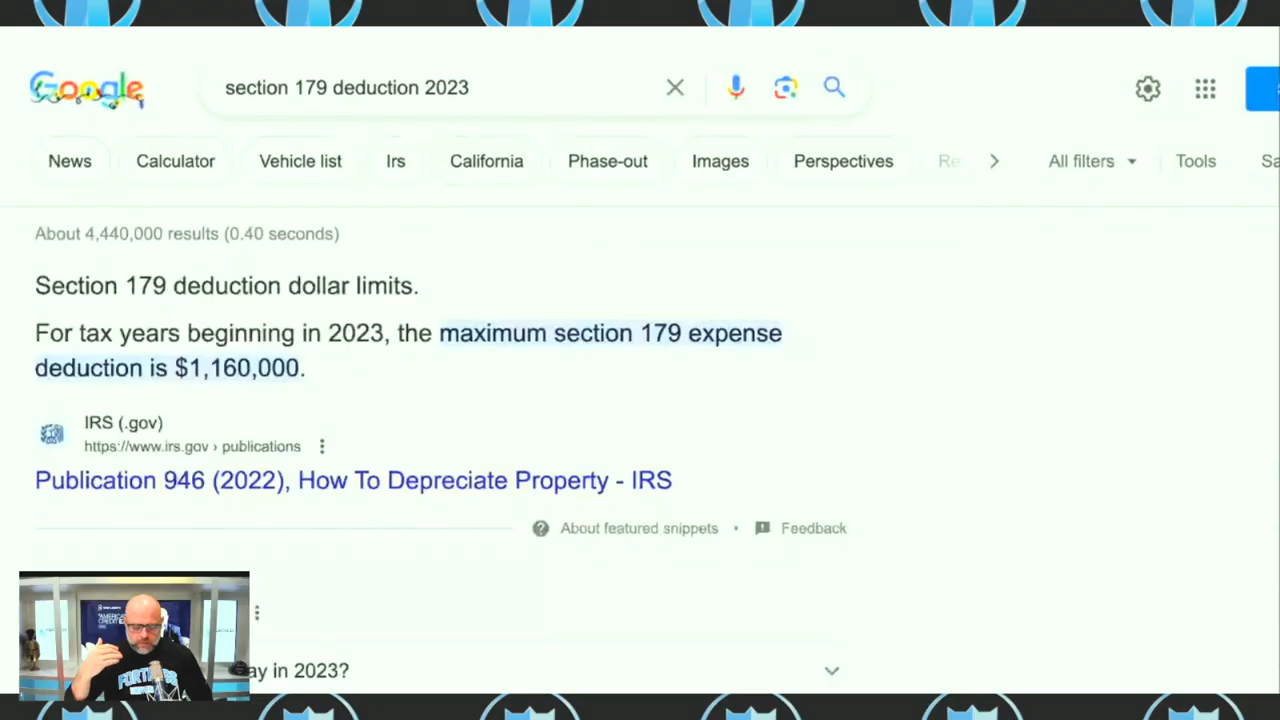 Google
section 179 deduction 2023
News
Calculator
Vehicle list
Irs
California
Phase-out
Images
Perspectives
Re
All filters
Tools
Sa
About 4,440,000 results (0.40 seconds)
Section 179 deduction dollar limits.
For tax years beginning in 2023, the maximum section 179 expense
deduction is $1,160,000.
IRS (.gov)
https://www.irs.gov › publications
Publication 946 (2022), How To Depreciate Property - IRS
About featured snippets • Feedback
ay in 2023?